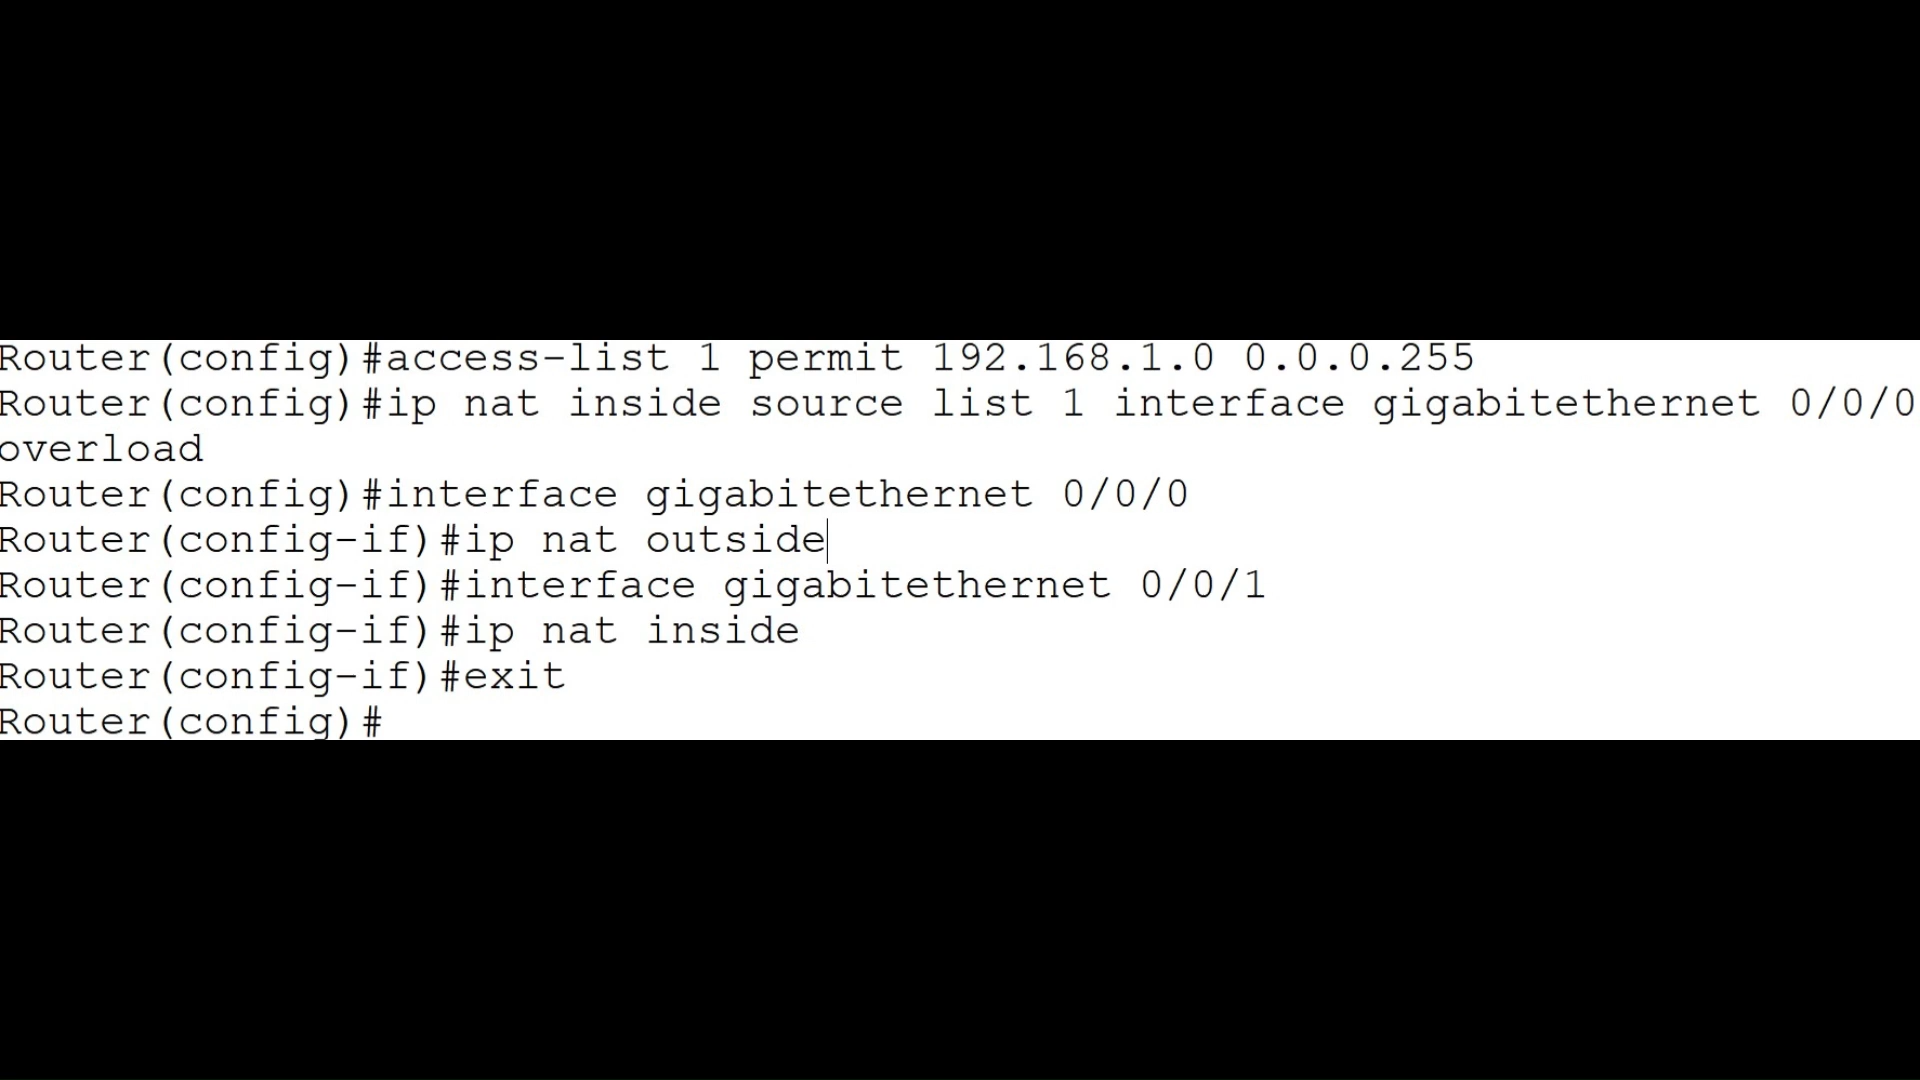 Router(config)#access-list 1 permit 192.168.1.0 0.0.0.255
Router(config)#ip nat inside source list 1 interface gigabitethernet 0/0/0
overload
Router(config)#interface gigabitethernet 0/0/0
Router(config-if)#ip nat outside
Router(config-if)#interface gigabitethernet 0/0/1
Router(config-if)#ip nat inside
Router(config-if)#exit
Router(config)#